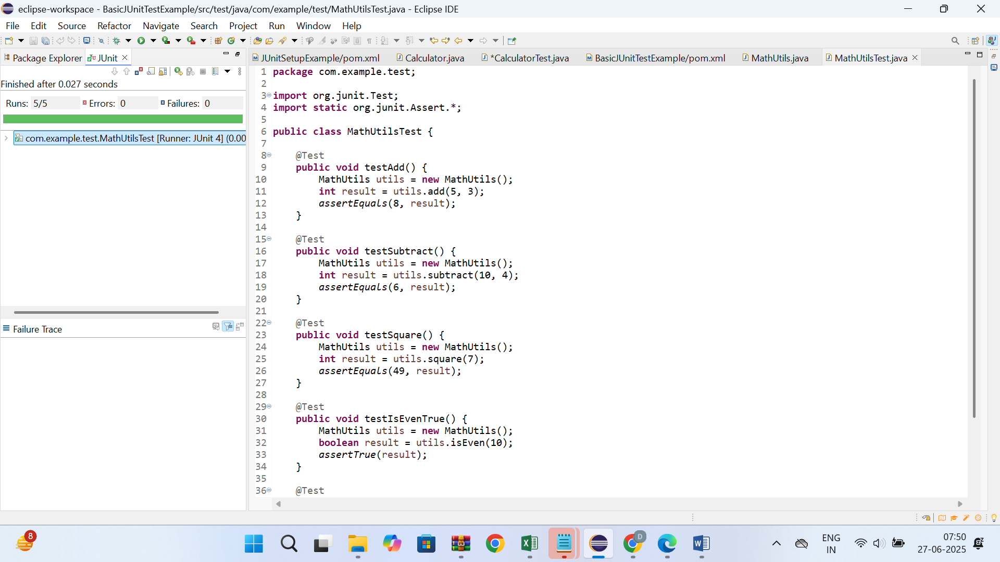 eclipse-workspace - BasicJUnitTestExample/src/test/java/com/example/test/MathUtilsTest.java - Eclipse IDE
File Edit Source Refactor Navigate Search Project Run Window Help
Package Explorer JUnit
Finished after 0.027 seconds
Runs: 5/5 Errors: 0 Failures: 0
com.example.test.MathUtilsTest [Runner: JUnit 4] (0.00
Failure Trace
JUnitSetupExample/pom.xml Calculator.java *CalculatorTest.java BasicJUnitTestExample/pom.xml MathUtils.java MathUtilsTest.java
1 package com.example.test;
2
3 import org.junit.Test;
4 import static org.junit.Assert.*;
5
6 public class MathUtilsTest {
7
8 @Test
9 public void testAdd() {
10 MathUtils utils = new MathUtils();
11 int result = utils.add(5, 3);
12 assertEquals(8, result);
13 }
14
15 @Test
16 public void testSubtract() {
17 MathUtils utils = new MathUtils();
18 int result = utils.subtract(10, 4);
19 assertEquals(6, result);
20 }
21
22 @Test
23 public void testSquare() {
24 MathUtils utils = new MathUtils();
25 int result = utils.square(7);
26 assertEquals(49, result);
27 }
28
29 @Test
30 public void testIsEvenTrue() {
31 MathUtils utils = new MathUtils();
32 boolean result = utils.isEven(10);
33 assertTrue(result);
34 }
35
36 @Test
8
D
ENG
IN
07:50
27-06-2025